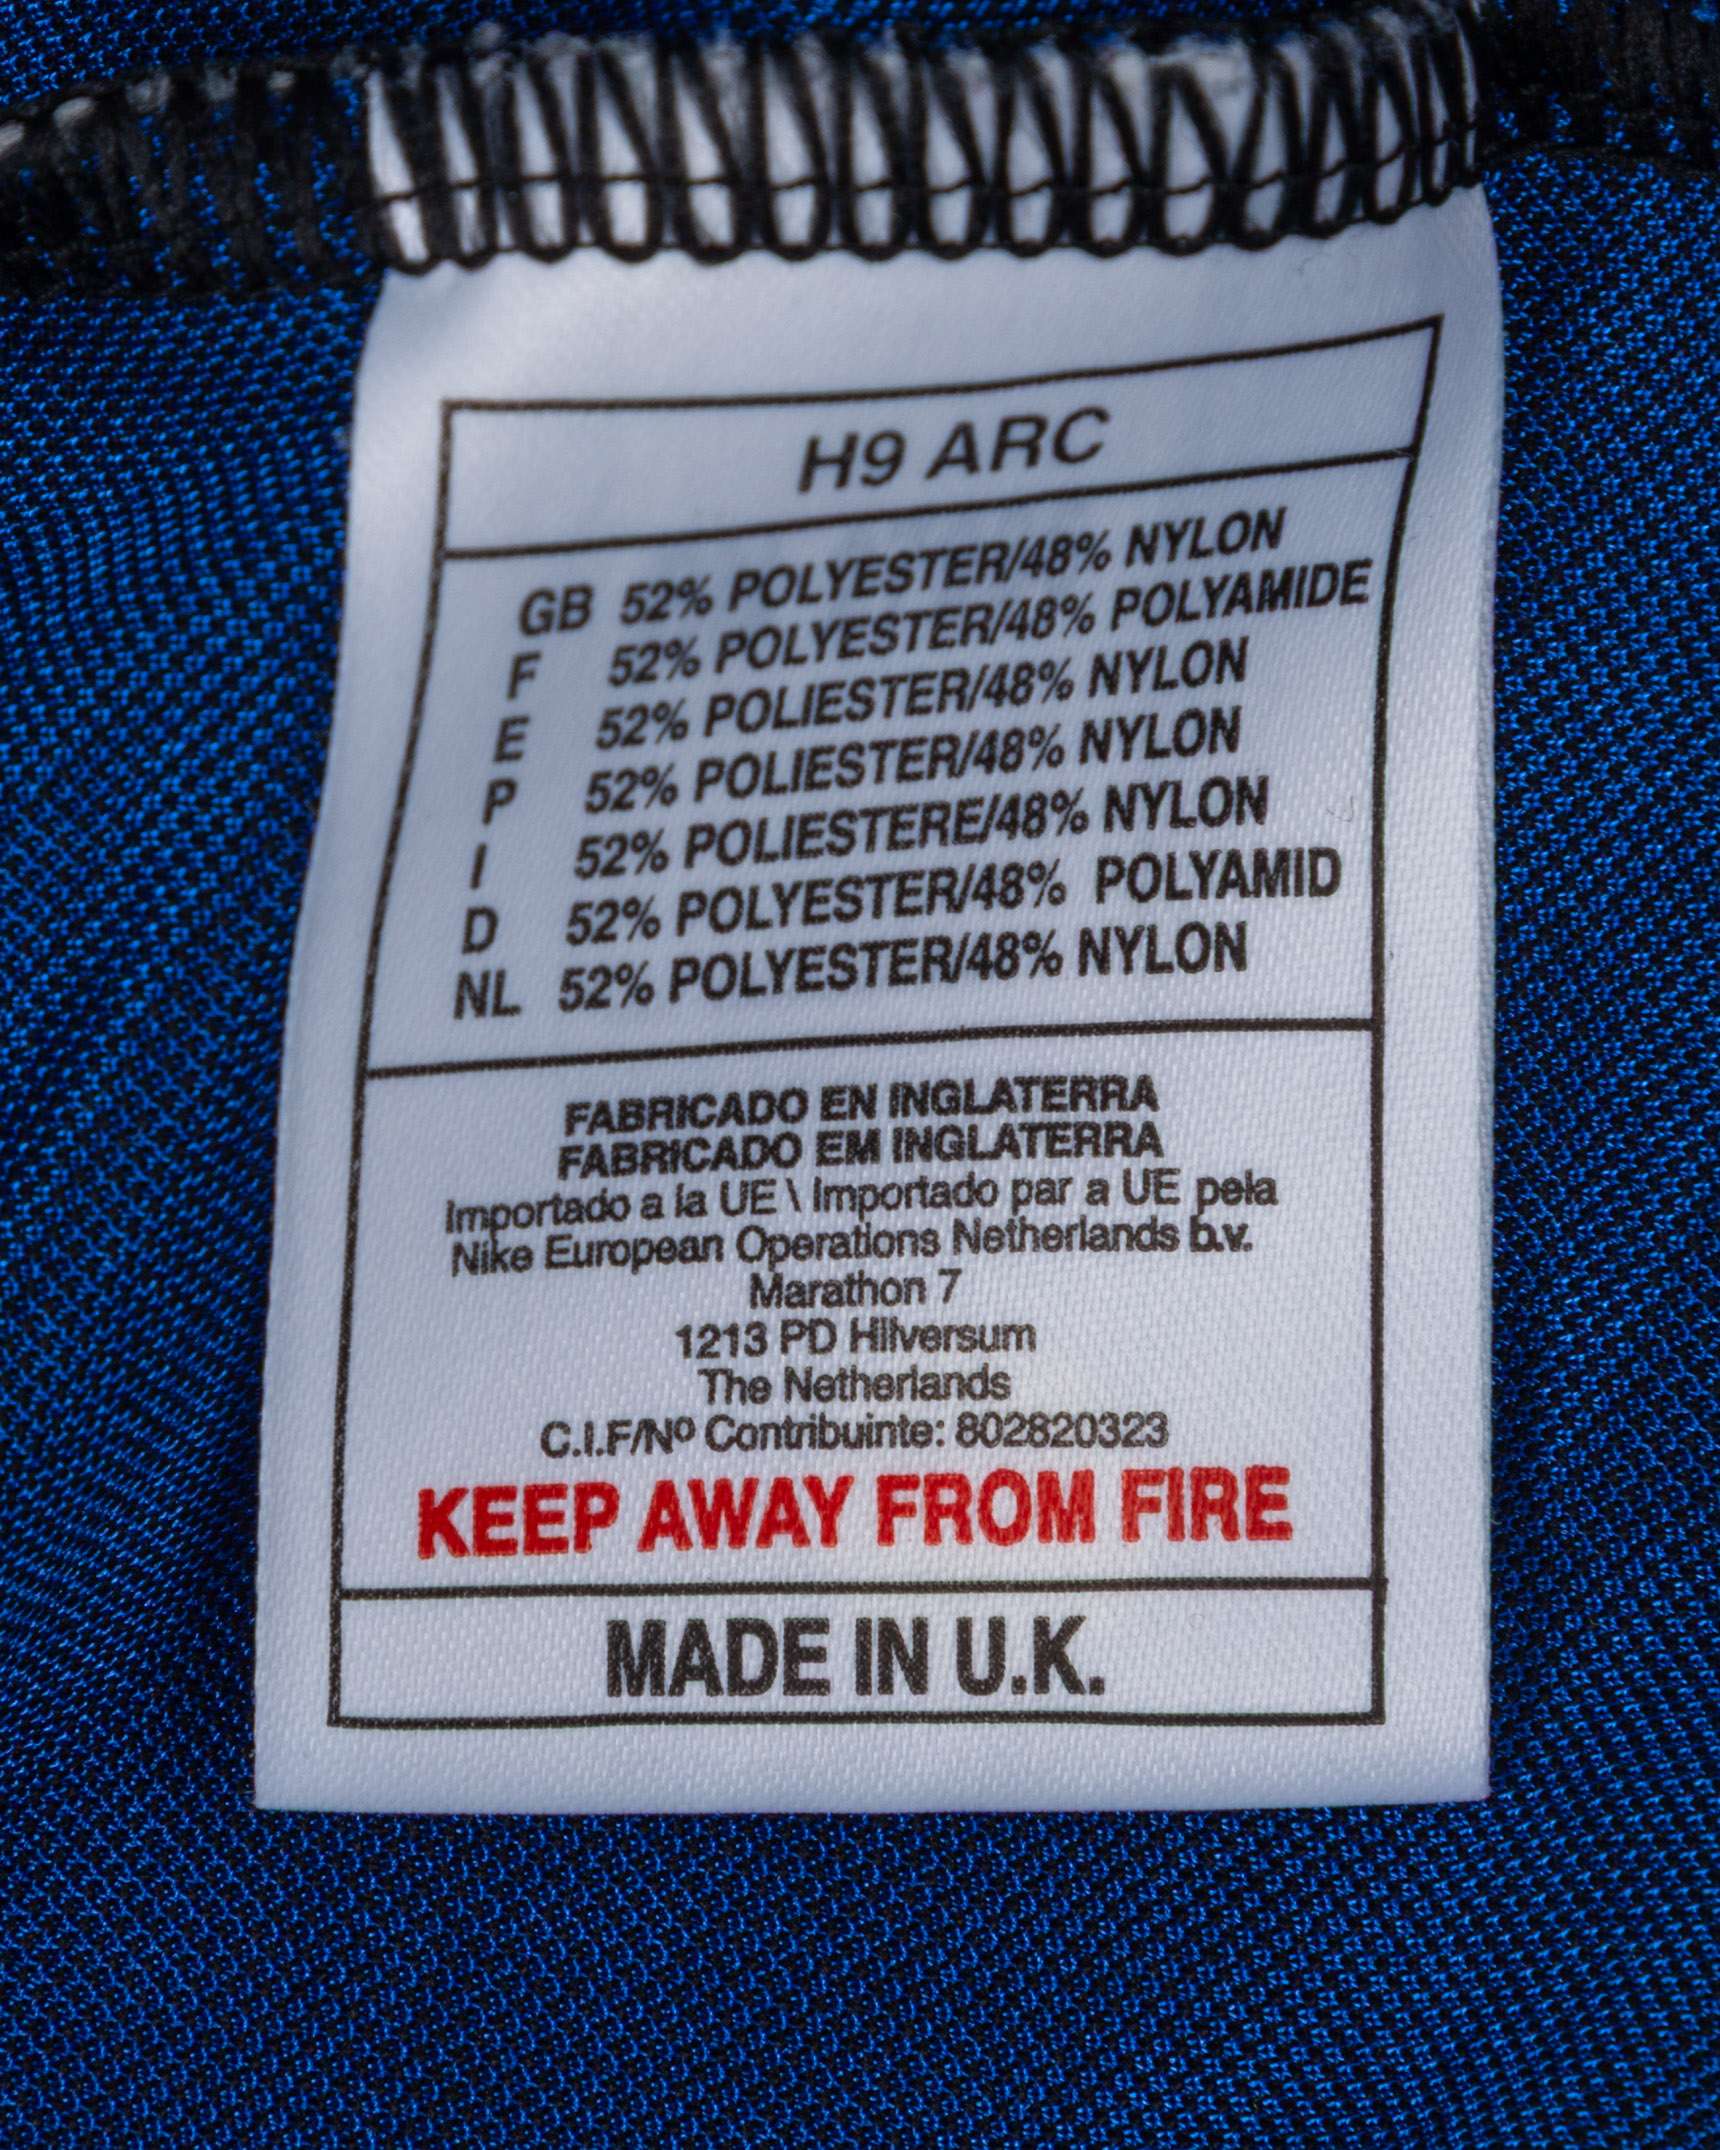 H9 ARC
GB 52% POLYESTER/48% NYLON
F 52% POLYESTER/48% POLYAMIDE
E 52% POLIESTER/48% NYLON
P 52% POLIESTER/48% NYLON
I 52% POLIESTERE/48% NYLON
D 52% POLYESTER/48% POLYAMID
NL 52% POLYESTER/48% NYLON
FABRICADO EN INGLATERRA
FABRICADO EM INGLATERRA
Importado a la UE \ Importado par a UE pela
Nike European Operations Netherlands b.v.
Marathon 7
1213 PD Hilversum
The Netherlands
C.I.F/Nº Contribuinte: 802820323
KEEP AWAY FROM FIRE
MADE IN U.K.